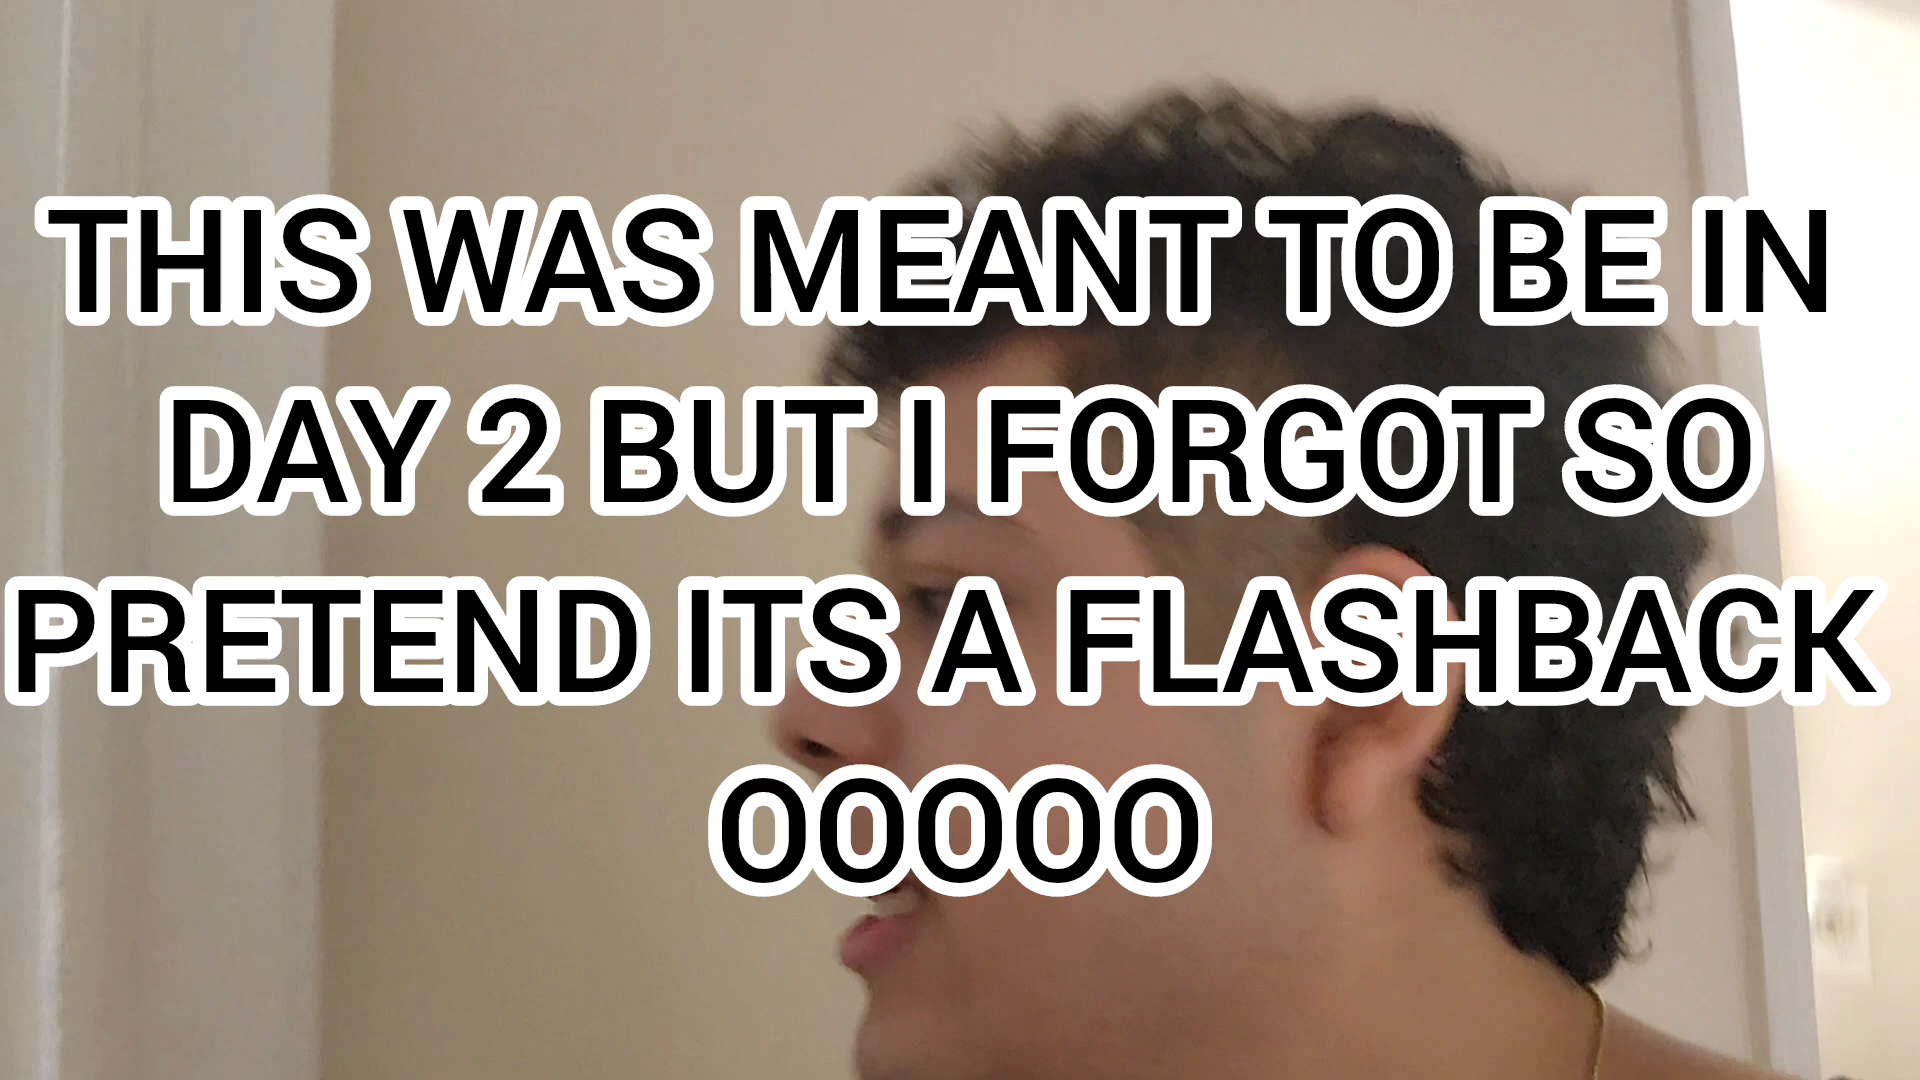 THIS WAS MEANT TO BE IN
DAY 2 BUT I FORGOT SO
PRETEND ITS A FLASHBACK
OOOOO